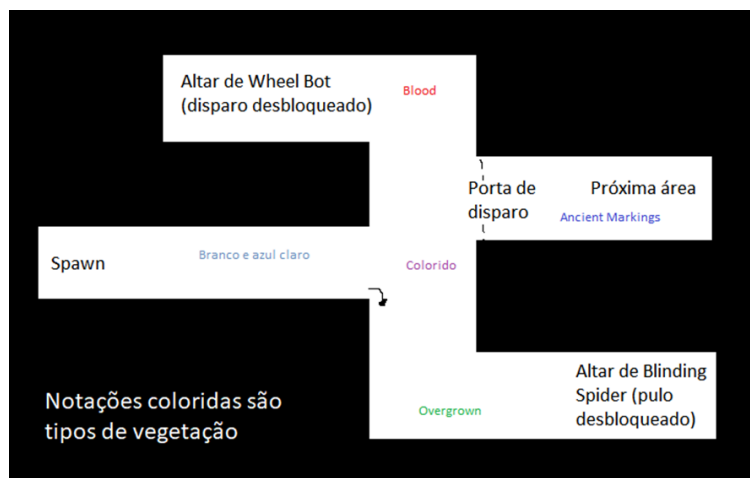 Altar de Wheel Bot
(disparo desbloqueado)
Blood
Porta de
disparo
Próxima área
Ancient Markings
Spawn
Branco e azul claro
Colorido
Altar de Blinding
Spider (pulo
desbloqueado)
Overgrown
Notações coloridas são
tipos de vegetação